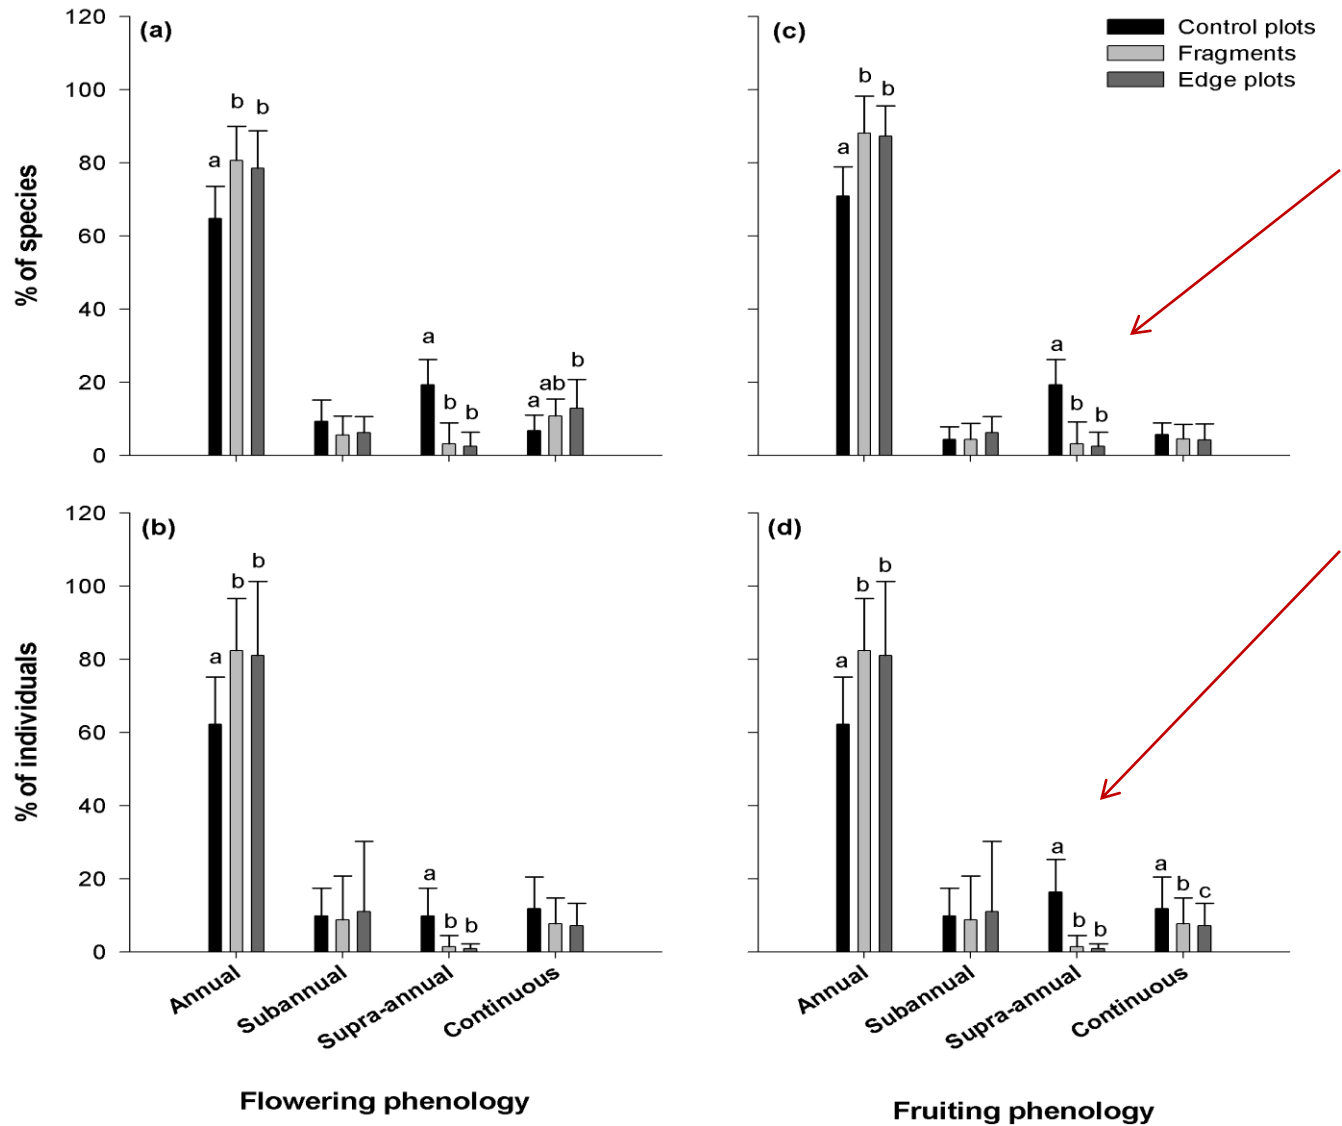 (a)
120
100
80
60
40
20
0
% of species
a b b
a b b
a ab b
(c)
Control plots
Fragments
Edge plots
a b b
a b b
(b)
120
100
80
60
40
20
0
% of individuals
a b b
a b b
Annual
Subannual
Supra-annual
Continuous
Flowering phenology
(d)
a b b
a b b
a b c
Annual
Subannual
Supra-annual
Continuous
Fruiting phenology